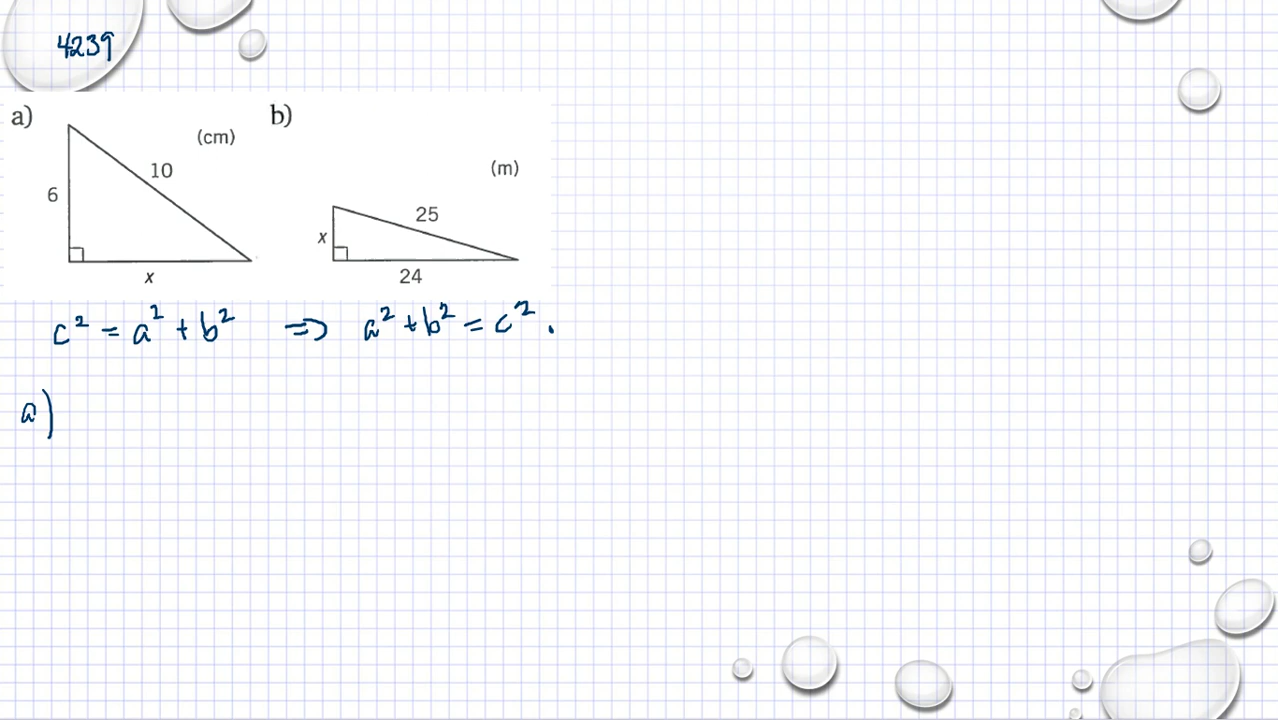 4239
a)
(cm)
10
6
x
b)
(m)
25
x
24
c² = a² + b² => a² + b² = c² .
a)